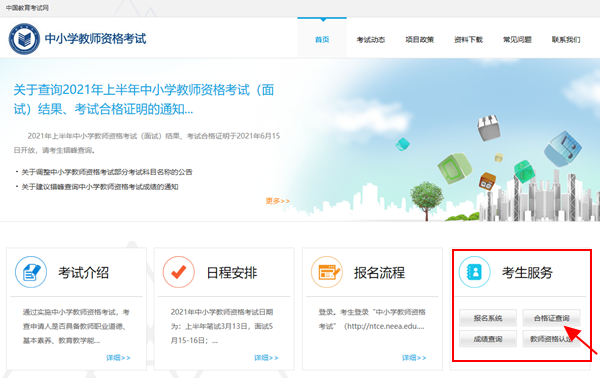 中国教育考试网
中小学教师资格考试
首页 考试动态 项目政策 资料下载 常见问题 联系我们
关于查询2021年上半年中小学教师资格考试（面
试）结果、考试合格证明的通知...
2021年上半年中小学教师资格考试（面试）结果、考试合格证明于2021年6月15
日开放，请考生错峰查询。
• 关于调整中小学教师资格考试部分考试科目名称的公告
• 关于建议错峰查询中小学教师资格考试成绩的通知
更多>>
考试介绍
通过实施中小学教师资格考试，考
查申请人是否具备教师职业道德、
基本素养、教育教学能...
详细>>
日程安排
2021年中小学教师资格考试日期
为：上半年笔试3月13日，面试5
月15-16日；...
详细>>
报名流程
登录。考生登录“中小学教师资格
考试”（http://ntce.neea.edu....
详细>>
考生服务
报名系统 合格证查询
成绩查询 教师资格认定